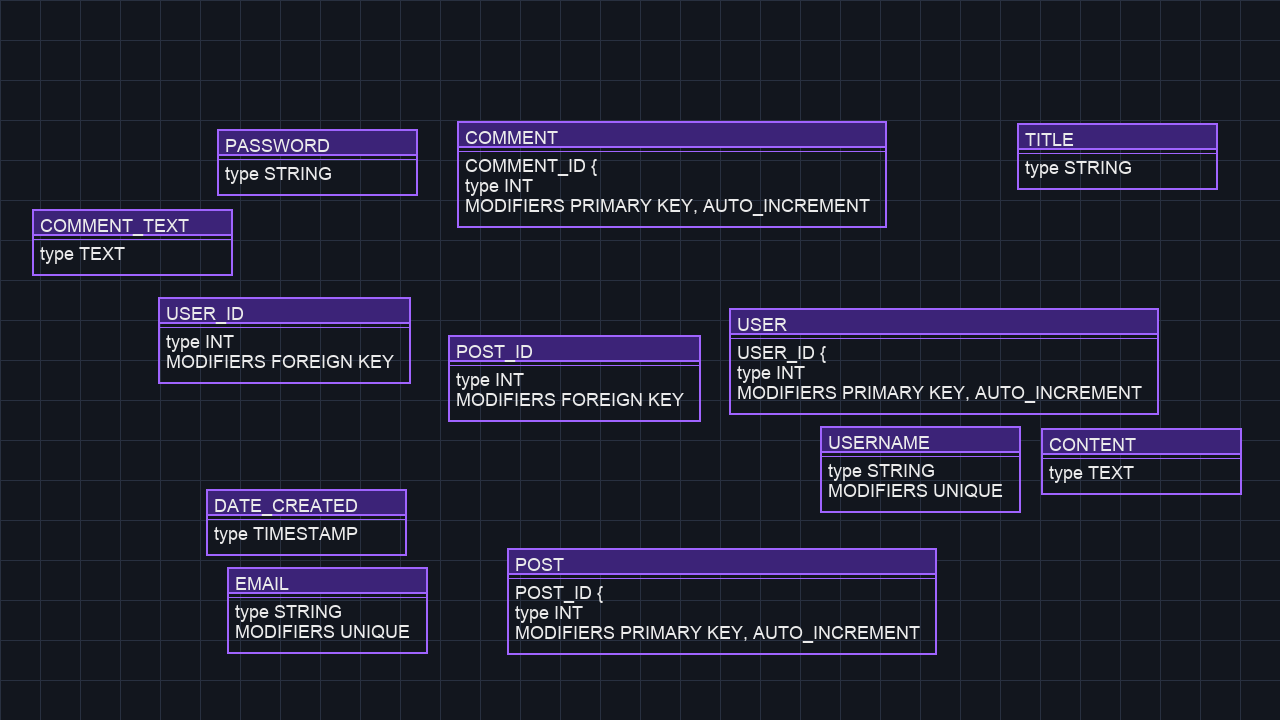 PASSWORD
type STRING
COMMENT
COMMENT_ID {
type INT
MODIFIERS PRIMARY KEY, AUTO_INCREMENT
TITLE
type STRING
COMMENT_TEXT
type TEXT
USER_ID
type INT
MODIFIERS FOREIGN KEY
POST_ID
type INT
MODIFIERS FOREIGN KEY
USER
USER_ID {
type INT
MODIFIERS PRIMARY KEY, AUTO_INCREMENT
USERNAME
type STRING
MODIFIERS UNIQUE
CONTENT
type TEXT
DATE_CREATED
type TIMESTAMP
EMAIL
type STRING
MODIFIERS UNIQUE
POST
POST_ID {
type INT
MODIFIERS PRIMARY KEY, AUTO_INCREMENT